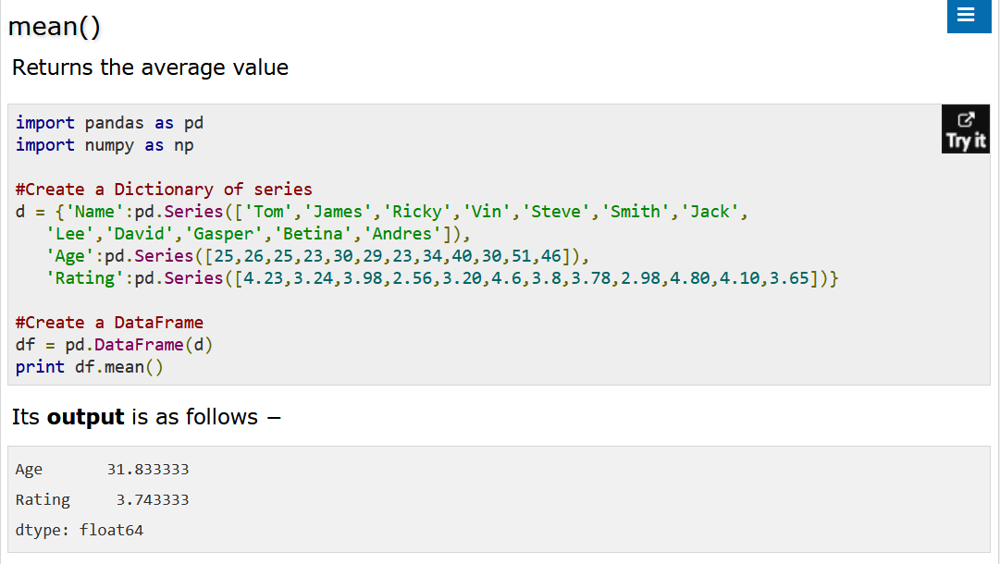 mean()
Returns the average value
import pandas as pd
import numpy as np
Try it
#Create a Dictionary of series
d = {'Name':pd.Series(['Tom','James','Ricky','Vin','Steve','Smith','Jack',
   'Lee','David','Gasper','Betina','Andres']),
   'Age':pd.Series([25,26,25,23,30,29,23,34,40,30,51,46]),
   'Rating':pd.Series([4.23,3.24,3.98,2.56,3.20,4.6,3.8,3.78,2.98,4.80,4.10,3.65])}
#Create a DataFrame
df = pd.DataFrame(d)
print df.mean()
Its output is as follows −
Age       31.833333
Rating     3.743333
dtype: float64